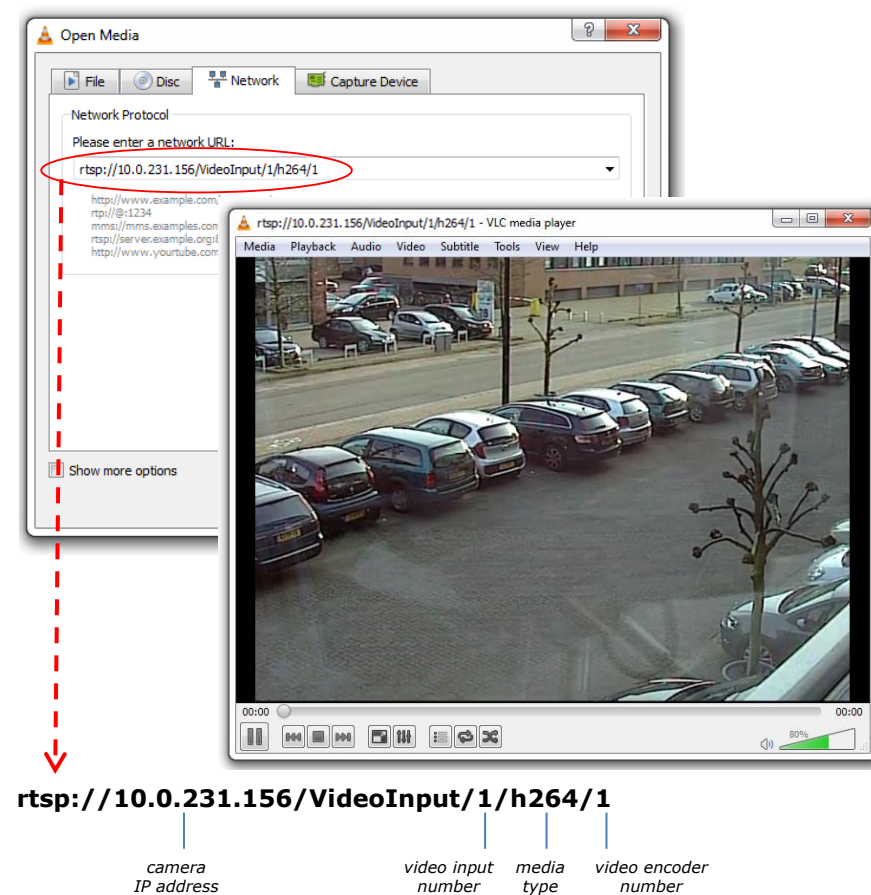 Open Media
File Disc Network Capture Device
Network Protocol
Please enter a network URL:
rtsp://10.0.231.156/VideoInput/1/h264/1
http://www.example.com/
rtp://@:1234
mms://mms.examples.com
rtsp://server.example.org:
http://www.yourtube.com
Show more options
rtsp://10.0.231.156/VideoInput/1/h264/1 - VLC media player
Media Playback Audio Video Subtitle Tools View Help
00:00 00:00
80%
rtsp://10.0.231.156/VideoInput/1/h264/1
camera
IP address
video input
number
media
type
video encoder
number